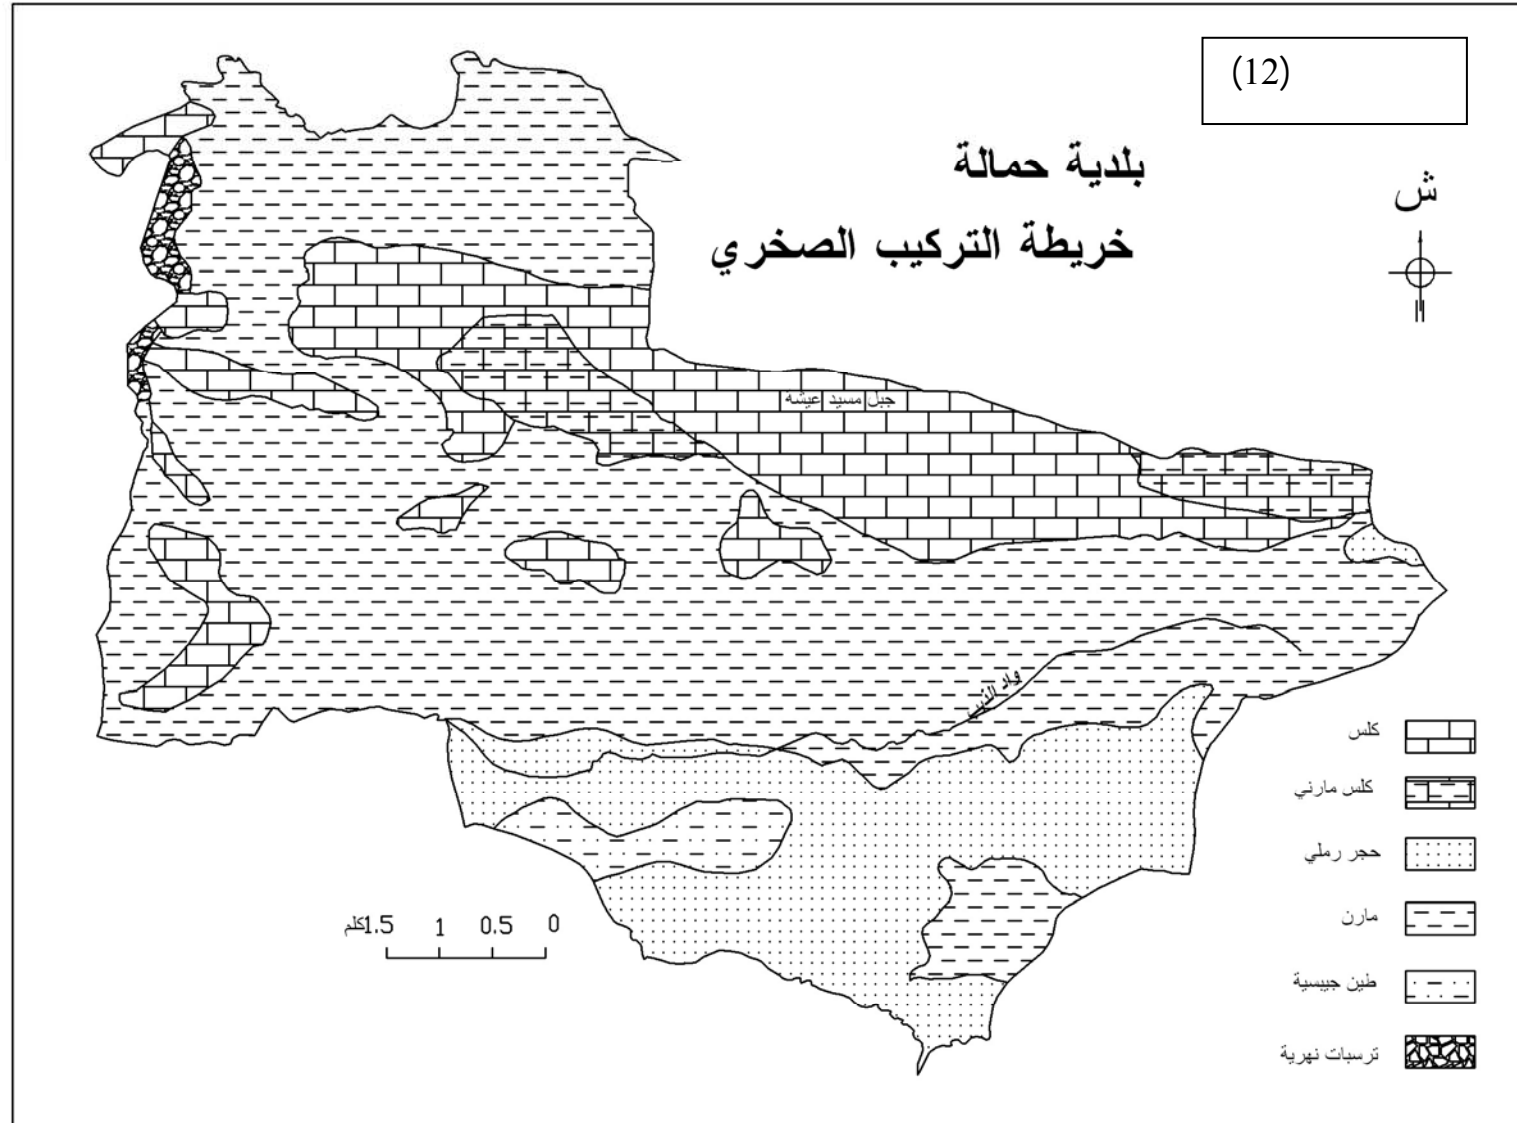 (12)
بلدية حمالة
خريطة التركيب الصخري
ش
جبل مسيد عيشة
واد الذيب
كلس
كلس مارني
حجر رملي
مارن
طين جيبسية
ترسبات نهرية
0 0.5 1 1.5كلم